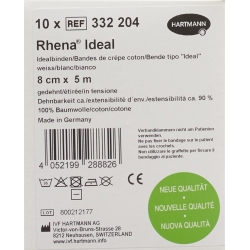 10 x REF 332 204
HARTMANN
Rhena® Ideal
Idealbinden/Bandes de crêpe coton/Bende tipo "Ideal"
weiss/blanc/bianco
8 cm x 5 m
gedehnt/étirée/in tensione
Dehnbarkeit ca./extensibilité d'env./estensibilità ca. 90 %
100% Baumwolle/coton/cotone
Made in Germany
4 052199 288826
LOT 800212177
IVF HARTMANN AG
Victor-von-Bruns-Strasse 28
8212 Neuhausen, SWITZERLAND
www.ivf.hartmann.info
NEUE QUALITÄT
NOUVELLE QUALITÉ
NUOVA QUALITÀ